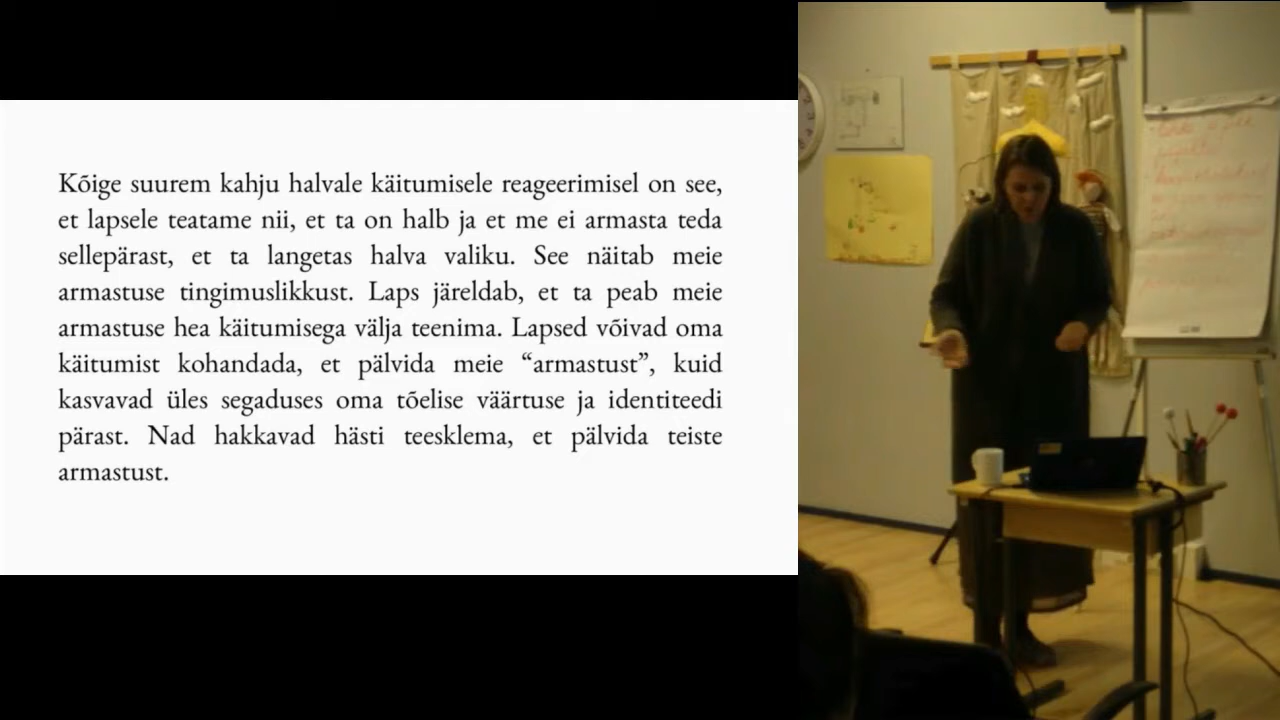 Kõige suurem kahju halvale käitumisele reageerimisel on see,
et lapsele teatame nii, et ta on halb ja et me ei armasta teda
sellepärast, et ta langetas halva valiku. See näitab meie
armastuse tingimuslikkust. Laps järeldab, et ta peab meie
armastuse hea käitumisega välja teenima. Lapsed võivad oma
käitumist kohandada, et pälvida meie “armastust”, kuid
kasvavad üles segaduses oma tõelise väärtuse ja identiteedi
pärast. Nad hakkavad hästi teesklema, et pälvida teiste
armastust.